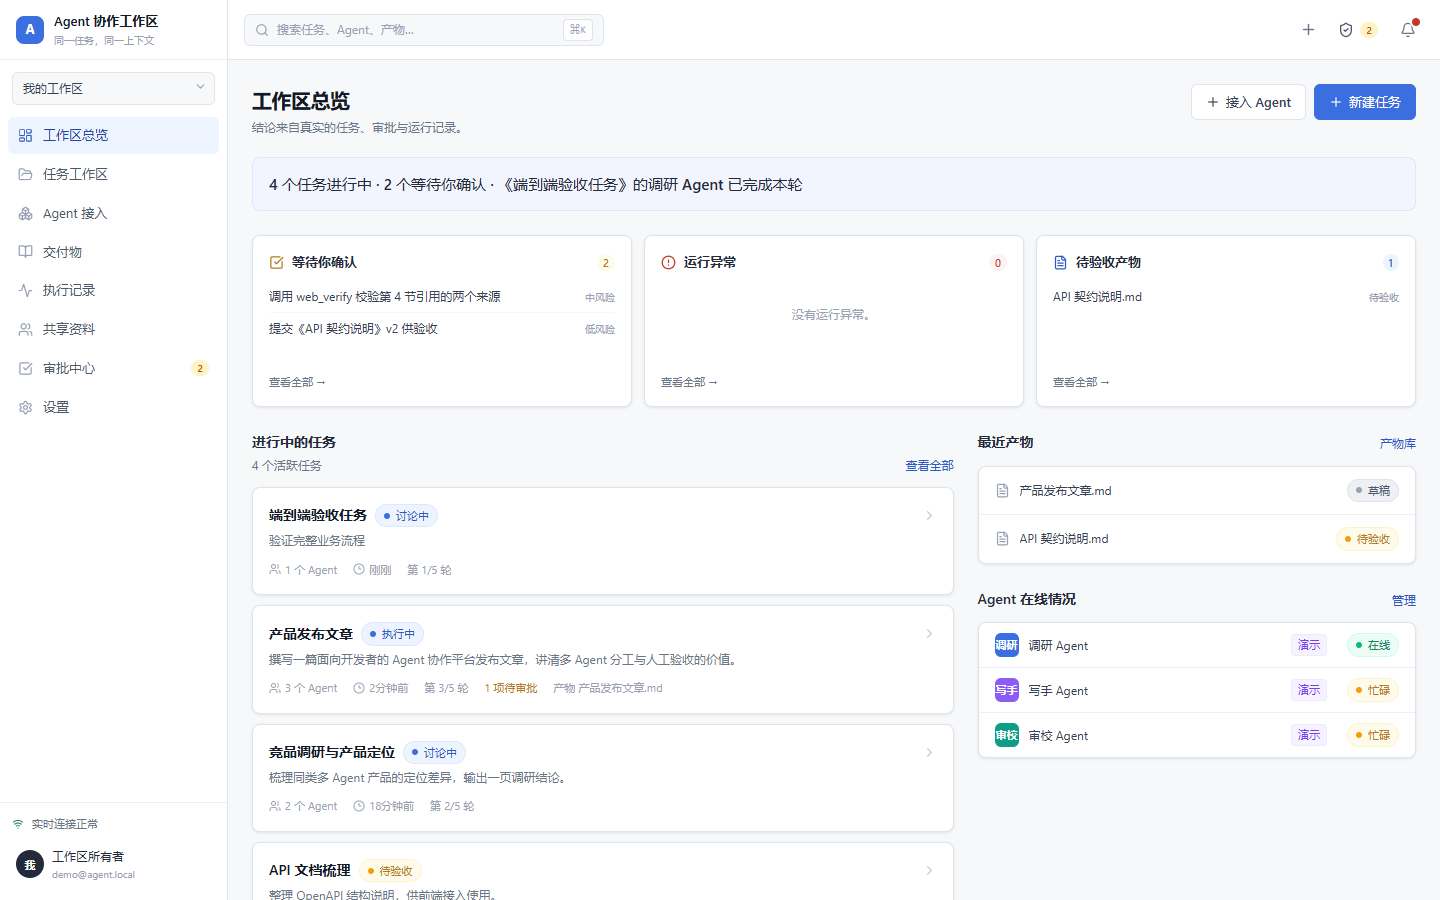 A
Agent 协作工作区
同一任务，同一上下文
我的工作区
工作区总览
任务工作区
Agent 接入
交付物
执行记录
共享资料
审批中心
2
设置
实时连接正常
我
工作区所有者
demo@agent.local
搜索任务、Agent、产物...
⌘K
2
工作区总览
结论来自真实的任务、审批与运行记录。
接入 Agent
新建任务
4 个任务进行中 · 2 个等待你确认 · 《端到端验收任务》的调研 Agent 已完成本轮
等待你确认
2
调用 web_verify 校验第 4 节引用的两个来源
中风险
提交《API 契约说明》v2 供验收
低风险
查看全部 →
运行异常
0
没有运行异常。
查看全部 →
待验收产物
1
API 契约说明.md
待验收
查看全部 →
进行中的任务
4 个活跃任务
查看全部
端到端验收任务
讨论中
验证完整业务流程
1 个 Agent
刚刚
第 1/5 轮
产品发布文章
执行中
撰写一篇面向开发者的 Agent 协作平台发布文章，讲清多 Agent 分工与人工验收的价值。
3 个 Agent
2分钟前
第 3/5 轮
1 项待审批
产物 产品发布文章.md
竞品调研与产品定位
讨论中
梳理同类多 Agent 产品的定位差异，输出一页调研结论。
2 个 Agent
18分钟前
第 2/5 轮
API 文档梳理
待验收
整理 OpenAPI 结构说明，供前端接入使用。
最近产物
产物库
产品发布文章.md
草稿
API 契约说明.md
待验收
Agent 在线情况
管理
调研
调研 Agent
演示
在线
写手
写手 Agent
演示
忙碌
审校
审校 Agent
演示
忙碌